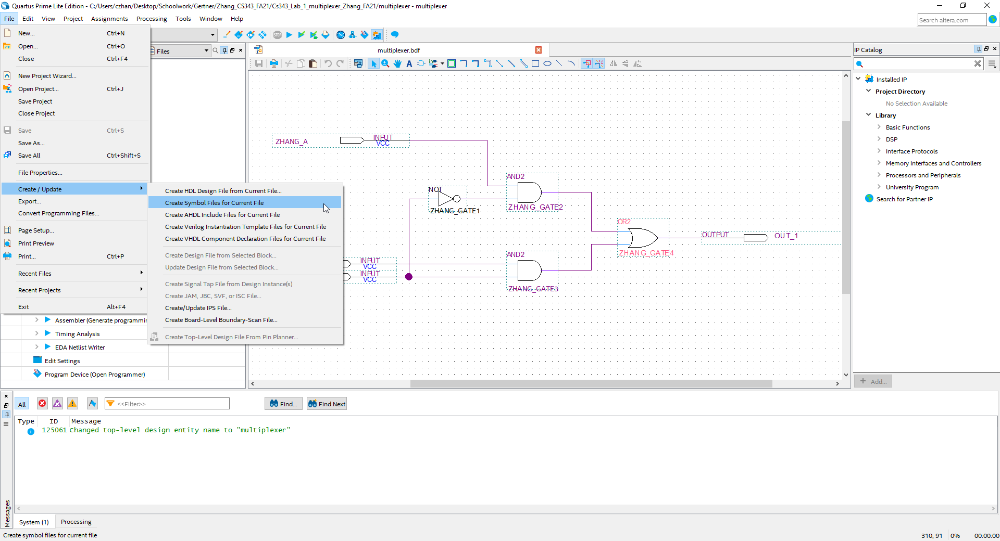 Quartus Prime Lite Edition - C:/Users/czhan/Desktop/Schoolwork/Gertner/Zhang_CS343_FA21/Cs343_Lab_1_multiplexer_Zhang_FA21/multiplexer - multiplexer
File Edit View Project Assignments Processing Tools Window Help
Search altera.com
New... Ctrl+N
Open... Ctrl+O
Close Ctrl+F4
New Project Wizard...
Open Project... Ctrl+J
Save Project
Close Project
Save Ctrl+S
Save As...
Save All Ctrl+Shift+S
File Properties...
Create / Update
Export...
Convert Programming Files...
Page Setup...
Print Preview
Print... Ctrl+P
Recent Files
Recent Projects
Exit Alt+F4
Create HDL Design File from Current File...
Create Symbol Files for Current File
Create AHDL Include Files for Current File
Create Verilog Instantiation Template Files for Current File
Create VHDL Component Declaration Files for Current File
Create Design File from Selected Block...
Update Design File from Selected Block...
Create Signal Tap File from Design Instance(s)
Create JAM, JBC, SVF, or ISC File...
Create/Update IPS File...
Create Board-Level Boundary-Scan File...
Create Top-Level Design File From Pin Planner...
Files
Assembler (Generate programmin
Timing Analysis
EDA Netlist Writer
Edit Settings
Program Device (Open Programmer)
STOP
multiplexer.bdf
ZHANG_A
INPUT
VCC
NOT
ZHANG_GATE1
AND2
ZHANG_GATE2
OR2
ZHANG_GATE4
OUTPUT
OUT_1
INPUT
VCC
INPUT
VCC
AND2
ZHANG_GATE3
IP Catalog
Installed IP
Project Directory
No Selection Available
Library
Basic Functions
DSP
Interface Protocols
Memory Interfaces and Controllers
Processors and Peripherals
University Program
Search for Partner IP
+ Add...
All
<<Filter>>
Find...
Find Next
Type ID Message
125061 Changed top-level design entity name to "multiplexer"
Messages
System (1) Processing
Create symbol files for current file
310, 91 0% 00:00:00